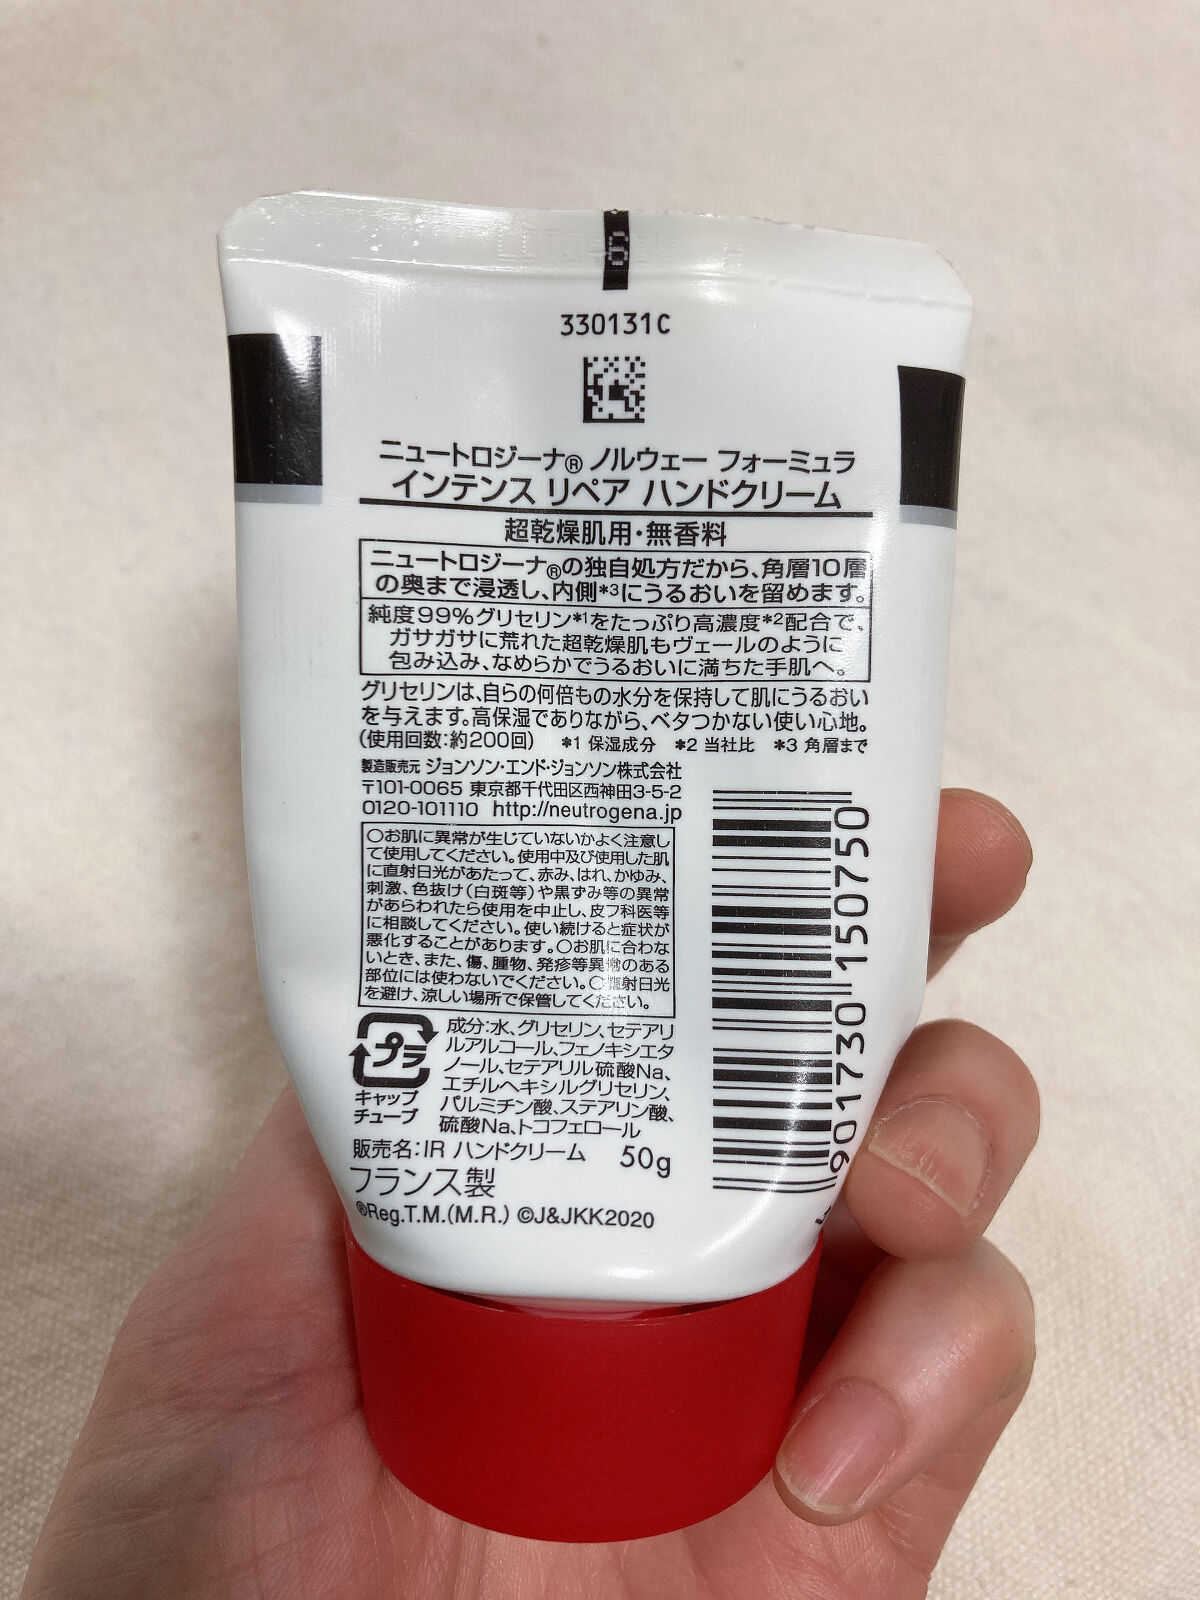 330131C
ニュートロジーナ® ノルウェー フォーミュラ
インテンス リペア ハンドクリーム
超乾燥肌用・無香料
ニュートロジーナ®の独自処方だから、角層10層
の奥まで浸透し、内側*3にうるおいを留めます。
純度99%グリセリン*1をたっぷり高濃度*2配合で、
ガサガサに荒れた超乾燥肌もヴェールのように
包み込み、なめらかでうるおいに満ちた手肌へ。
グリセリンは、自らの何倍もの水分を保持して肌にうるおい
を与えます。高保湿でありながら、ベタつかない使い心地。
(使用回数:約200回) *1 保湿成分 *2 当社比 *3 角層まで
製造販売元 ジョンソン・エンド・ジョンソン株式会社
〒101-0065 東京都千代田区西神田3-5-2
0120-101110 http://neutrogena.jp
○お肌に異常が生じていないかよく注意し
て使用してください。使用中及び使用した肌
に直射日光があたって、赤み、はれ、かゆみ、
刺激、色抜け(白斑等)や黒ずみ等の異常
があらわれたら使用を中止し、皮フ科医等
に相談してください。使い続けると症状が
悪化することがあります。○お肌に合わな
いとき、また、傷、腫物、発疹等異常のある
部位には使わないでください。○直射日光
を避け、涼しい場所で保管してください。
プラ
キャップ
チューブ
成分:水、グリセリン、セテアリ
ルアルコール、フェノキシエタ
ノール、セテアリル硫酸Na、
エチルヘキシルグリセリン、
パルミチン酸、ステアリン酸、
硫酸Na、トコフェロール
販売名:IR ハンドクリーム 50g
フランス製
®Reg.T.M.(M.R.) ©J&JKK2020
4901730150750